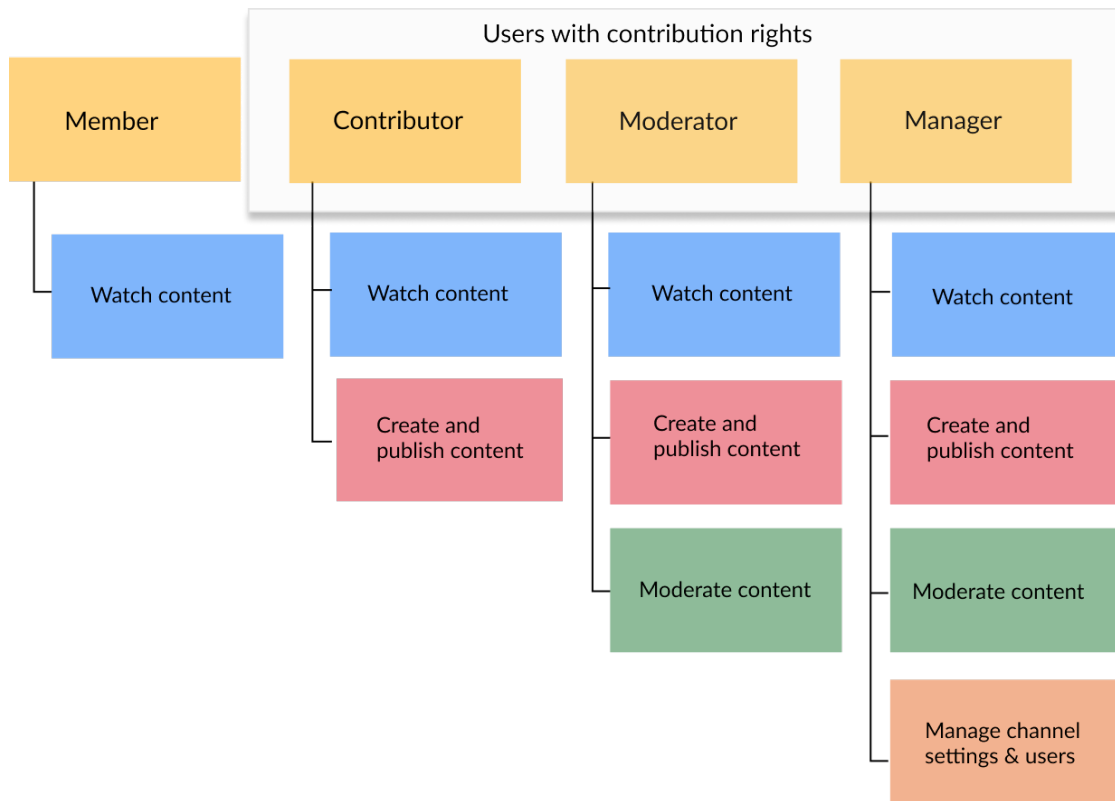 Users with contribution rights
Member
Contributor
Moderator
Manager
Watch content
Watch content
Watch content
Watch content
Create and
publish content
Create and
publish content
Create and
publish content
Moderate content
Moderate content
Manage channel
settings & users